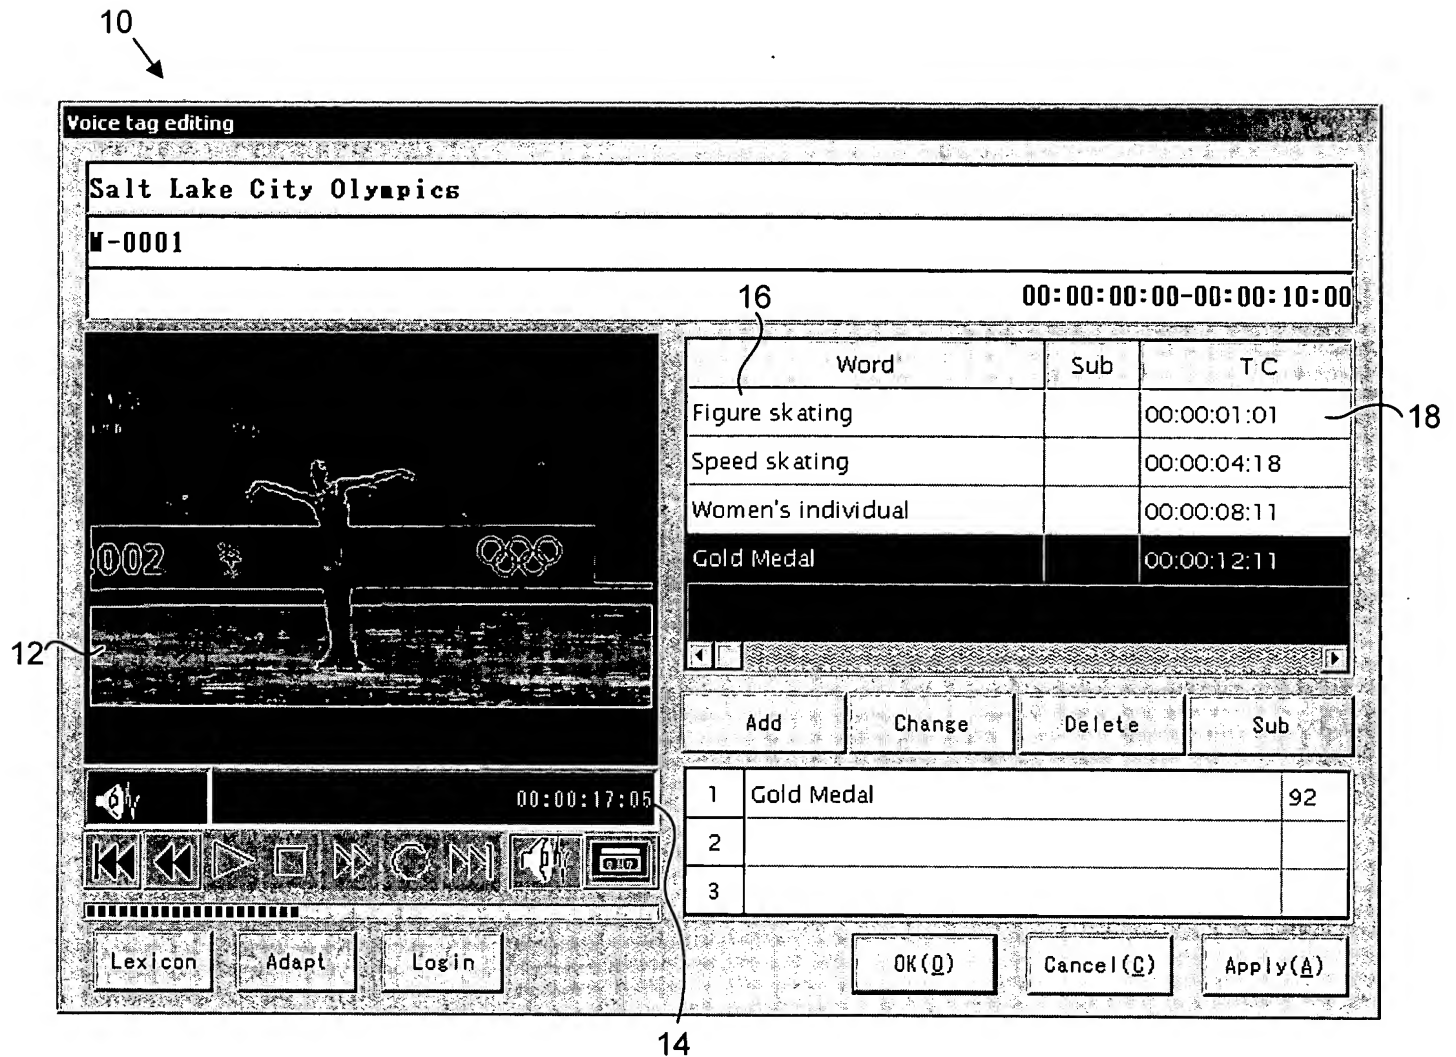 10
Voice tag editing
Salt Lake City Olympics
M-0001
00:00:00:00-00:00:10:00
16
Word Sub TC
Figure skating 00:00:01:01
18
Speed skating 00:00:04:18
Women's individual 00:00:08:11
Gold Medal 00:00:12:11
2002
12
Add Change Delete Sub
00:00:17:05
1 Gold Medal 92
2
3
Lexicon Adapt Login
OK(O) Cancel(C) Apply(A)
14